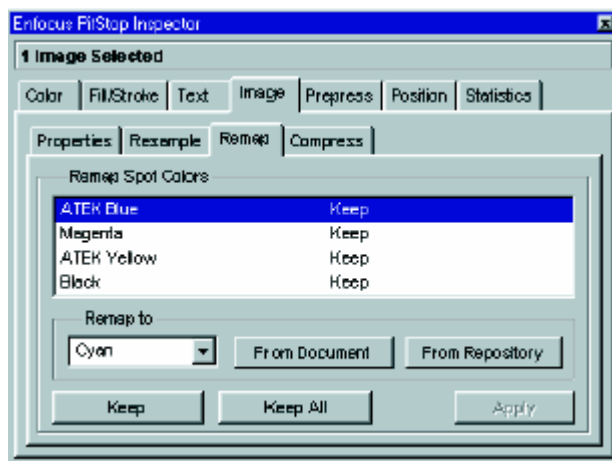 Enfocus PitStop Inspector
1 Image Selected
Color Fill/Stroke Text Image Prepress Position Statistics
Properties Resample Remap Compress
Remap Spot Colors
ATEK Blue Keep
Magenta Keep
ATEK Yellow Keep
Black Keep
Remap to
Cyan From Document From Repository
Keep Keep All Apply